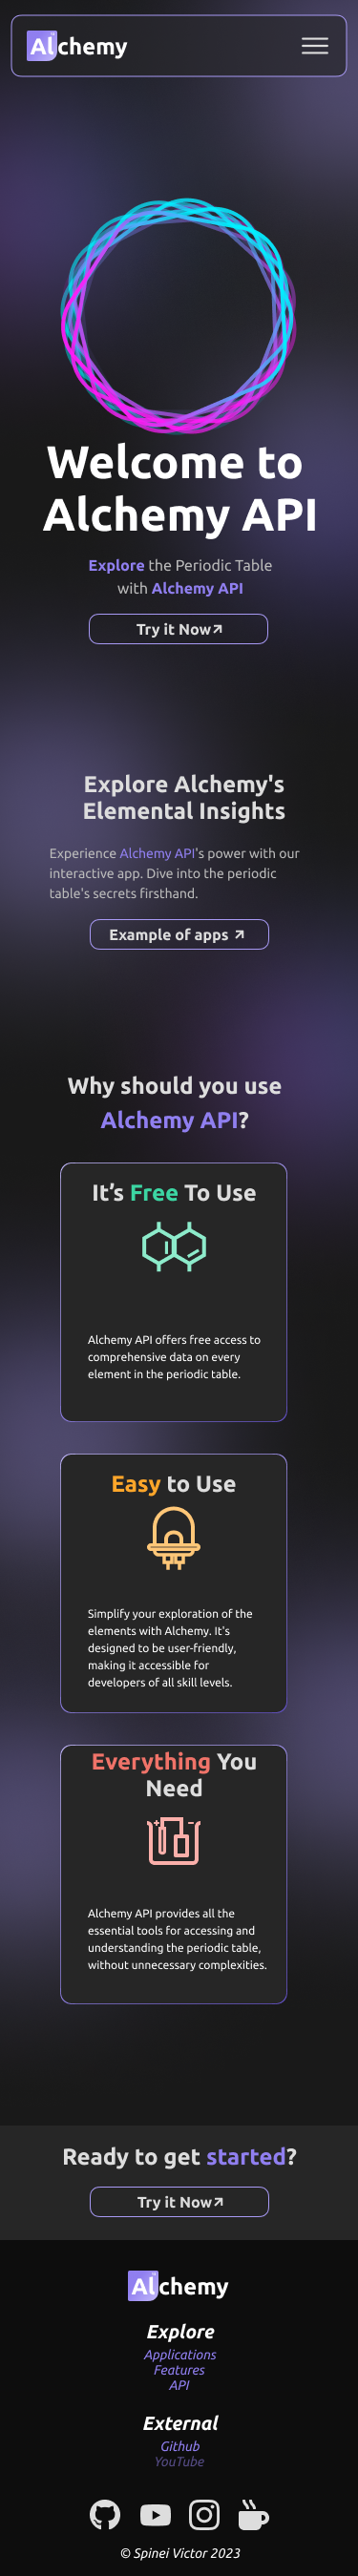 Alchemy
Welcome to
Alchemy API
Explore the Periodic Table
with Alchemy API
Try it Now
Explore Alchemy's
Elemental Insights
Experience Alchemy API's power with our
interactive app. Dive into the periodic
table's secrets firsthand.
Example of apps
Why should you use
Alchemy API?
It’s Free To Use
Alchemy API offers free access to
comprehensive data on every
element in the periodic table.
Easy to Use
Simplify your exploration of the
elements with Alchemy. It's
designed to be user-friendly,
making it accessible for
developers of all skill levels.
Everything You
Need
Alchemy API provides all the
essential tools for accessing and
understanding the periodic table,
without unnecessary complexities.
Ready to get started?
Try it Now
Alchemy
Explore
Applications
Features
API
External
Github
YouTube
© Spinei Victor 2023